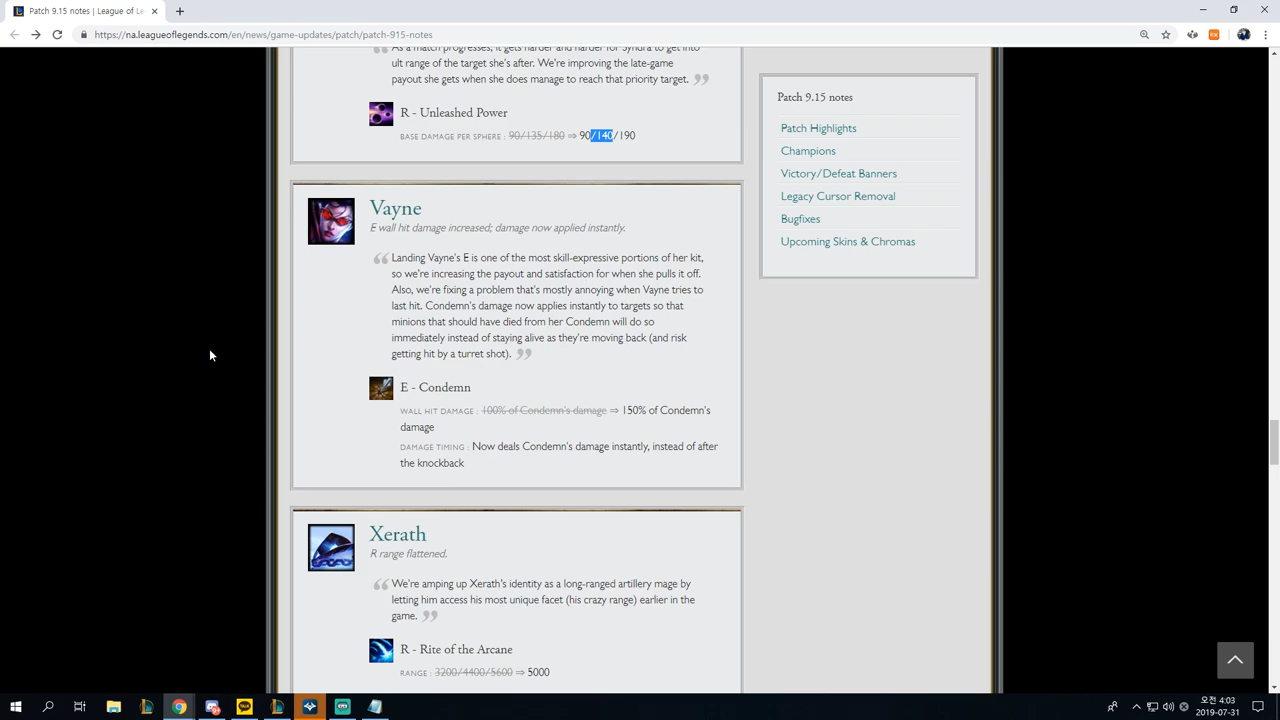 Patch 9.15 notes | League of Le
https://na.leagueoflegends.com/en/news/game-updates/patch/patch-915-notes
As a match progresses, it gets harder and harder for Syndra to get into
ult range of the target she's after. We're improving the late-game
payout she gets when she does manage to reach that priority target.
R - Unleashed Power
BASE DAMAGE PER SPHERE : 90/135/180 ⇒ 90/140/190
Vayne
E wall hit damage increased; damage now applied instantly.
Landing Vayne's E is one of the most skill-expressive portions of her kit,
so we're increasing the payout and satisfaction for when she pulls it off.
Also, we're fixing a problem that's mostly annoying when Vayne tries to
last hit. Condemn's damage now applies instantly to targets so that
minions that should have died from her Condemn will do so
immediately instead of staying alive as they're moving back (and risk
getting hit by a turret shot).
E - Condemn
WALL HIT DAMAGE : 100% of Condemn's damage ⇒ 150% of Condemn's
damage
DAMAGE TIMING : Now deals Condemn's damage instantly, instead of after
the knockback
Xerath
R range flattened.
We're amping up Xerath's identity as a long-ranged artillery mage by
letting him access his most unique facet (his crazy range) earlier in the
game.
R - Rite of the Arcane
RANGE : 3200/4400/5600 ⇒ 5000
Patch 9.15 notes
Patch Highlights
Champions
Victory/Defeat Banners
Legacy Cursor Removal
Bugfixes
Upcoming Skins & Chromas
TALK
오전 4:03
2019-07-31